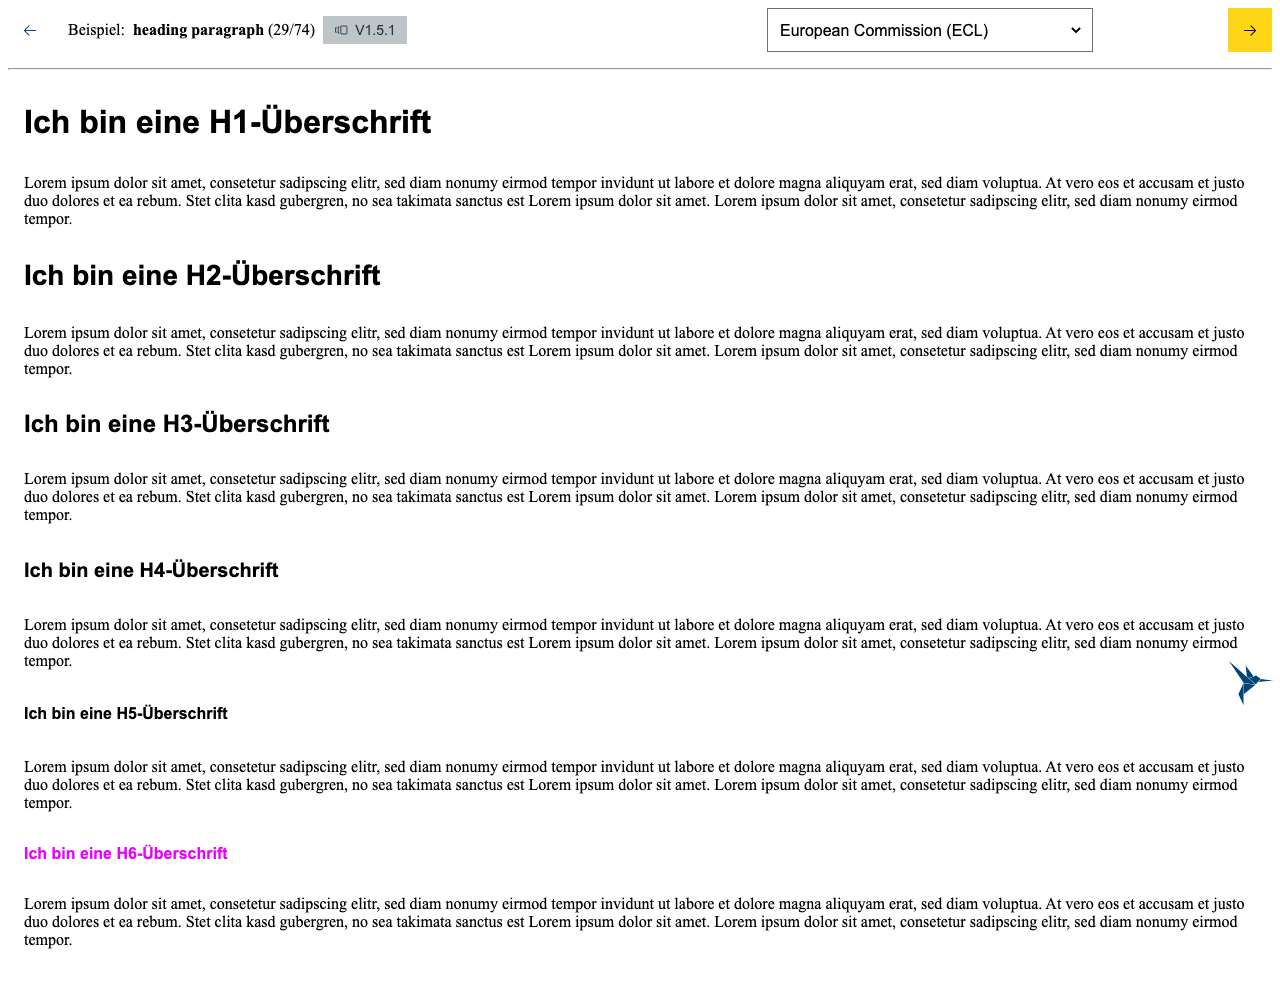 Beispiel: heading paragraph (29/74) V1.5.1 European Commission (ECL)
Ich bin eine H1-Überschrift
Lorem ipsum dolor sit amet, consetetur sadipscing elitr, sed diam nonumy eirmod tempor invidunt ut labore et dolore magna aliquyam erat, sed diam voluptua. At vero eos et accusam et justo
duo dolores et ea rebum. Stet clita kasd gubergren, no sea takimata sanctus est Lorem ipsum dolor sit amet. Lorem ipsum dolor sit amet, consetetur sadipscing elitr, sed diam nonumy eirmod
tempor.
Ich bin eine H2-Überschrift
Lorem ipsum dolor sit amet, consetetur sadipscing elitr, sed diam nonumy eirmod tempor invidunt ut labore et dolore magna aliquyam erat, sed diam voluptua. At vero eos et accusam et justo
duo dolores et ea rebum. Stet clita kasd gubergren, no sea takimata sanctus est Lorem ipsum dolor sit amet. Lorem ipsum dolor sit amet, consetetur sadipscing elitr, sed diam nonumy eirmod
tempor.
Ich bin eine H3-Überschrift
Lorem ipsum dolor sit amet, consetetur sadipscing elitr, sed diam nonumy eirmod tempor invidunt ut labore et dolore magna aliquyam erat, sed diam voluptua. At vero eos et accusam et justo
duo dolores et ea rebum. Stet clita kasd gubergren, no sea takimata sanctus est Lorem ipsum dolor sit amet. Lorem ipsum dolor sit amet, consetetur sadipscing elitr, sed diam nonumy eirmod
tempor.
Ich bin eine H4-Überschrift
Lorem ipsum dolor sit amet, consetetur sadipscing elitr, sed diam nonumy eirmod tempor invidunt ut labore et dolore magna aliquyam erat, sed diam voluptua. At vero eos et accusam et justo
duo dolores et ea rebum. Stet clita kasd gubergren, no sea takimata sanctus est Lorem ipsum dolor sit amet. Lorem ipsum dolor sit amet, consetetur sadipscing elitr, sed diam nonumy eirmod
tempor.
Ich bin eine H5-Überschrift
Lorem ipsum dolor sit amet, consetetur sadipscing elitr, sed diam nonumy eirmod tempor invidunt ut labore et dolore magna aliquyam erat, sed diam voluptua. At vero eos et accusam et justo
duo dolores et ea rebum. Stet clita kasd gubergren, no sea takimata sanctus est Lorem ipsum dolor sit amet. Lorem ipsum dolor sit amet, consetetur sadipscing elitr, sed diam nonumy eirmod
tempor.
Ich bin eine H6-Überschrift
Lorem ipsum dolor sit amet, consetetur sadipscing elitr, sed diam nonumy eirmod tempor invidunt ut labore et dolore magna aliquyam erat, sed diam voluptua. At vero eos et accusam et justo
duo dolores et ea rebum. Stet clita kasd gubergren, no sea takimata sanctus est Lorem ipsum dolor sit amet. Lorem ipsum dolor sit amet, consetetur sadipscing elitr, sed diam nonumy eirmod
tempor.